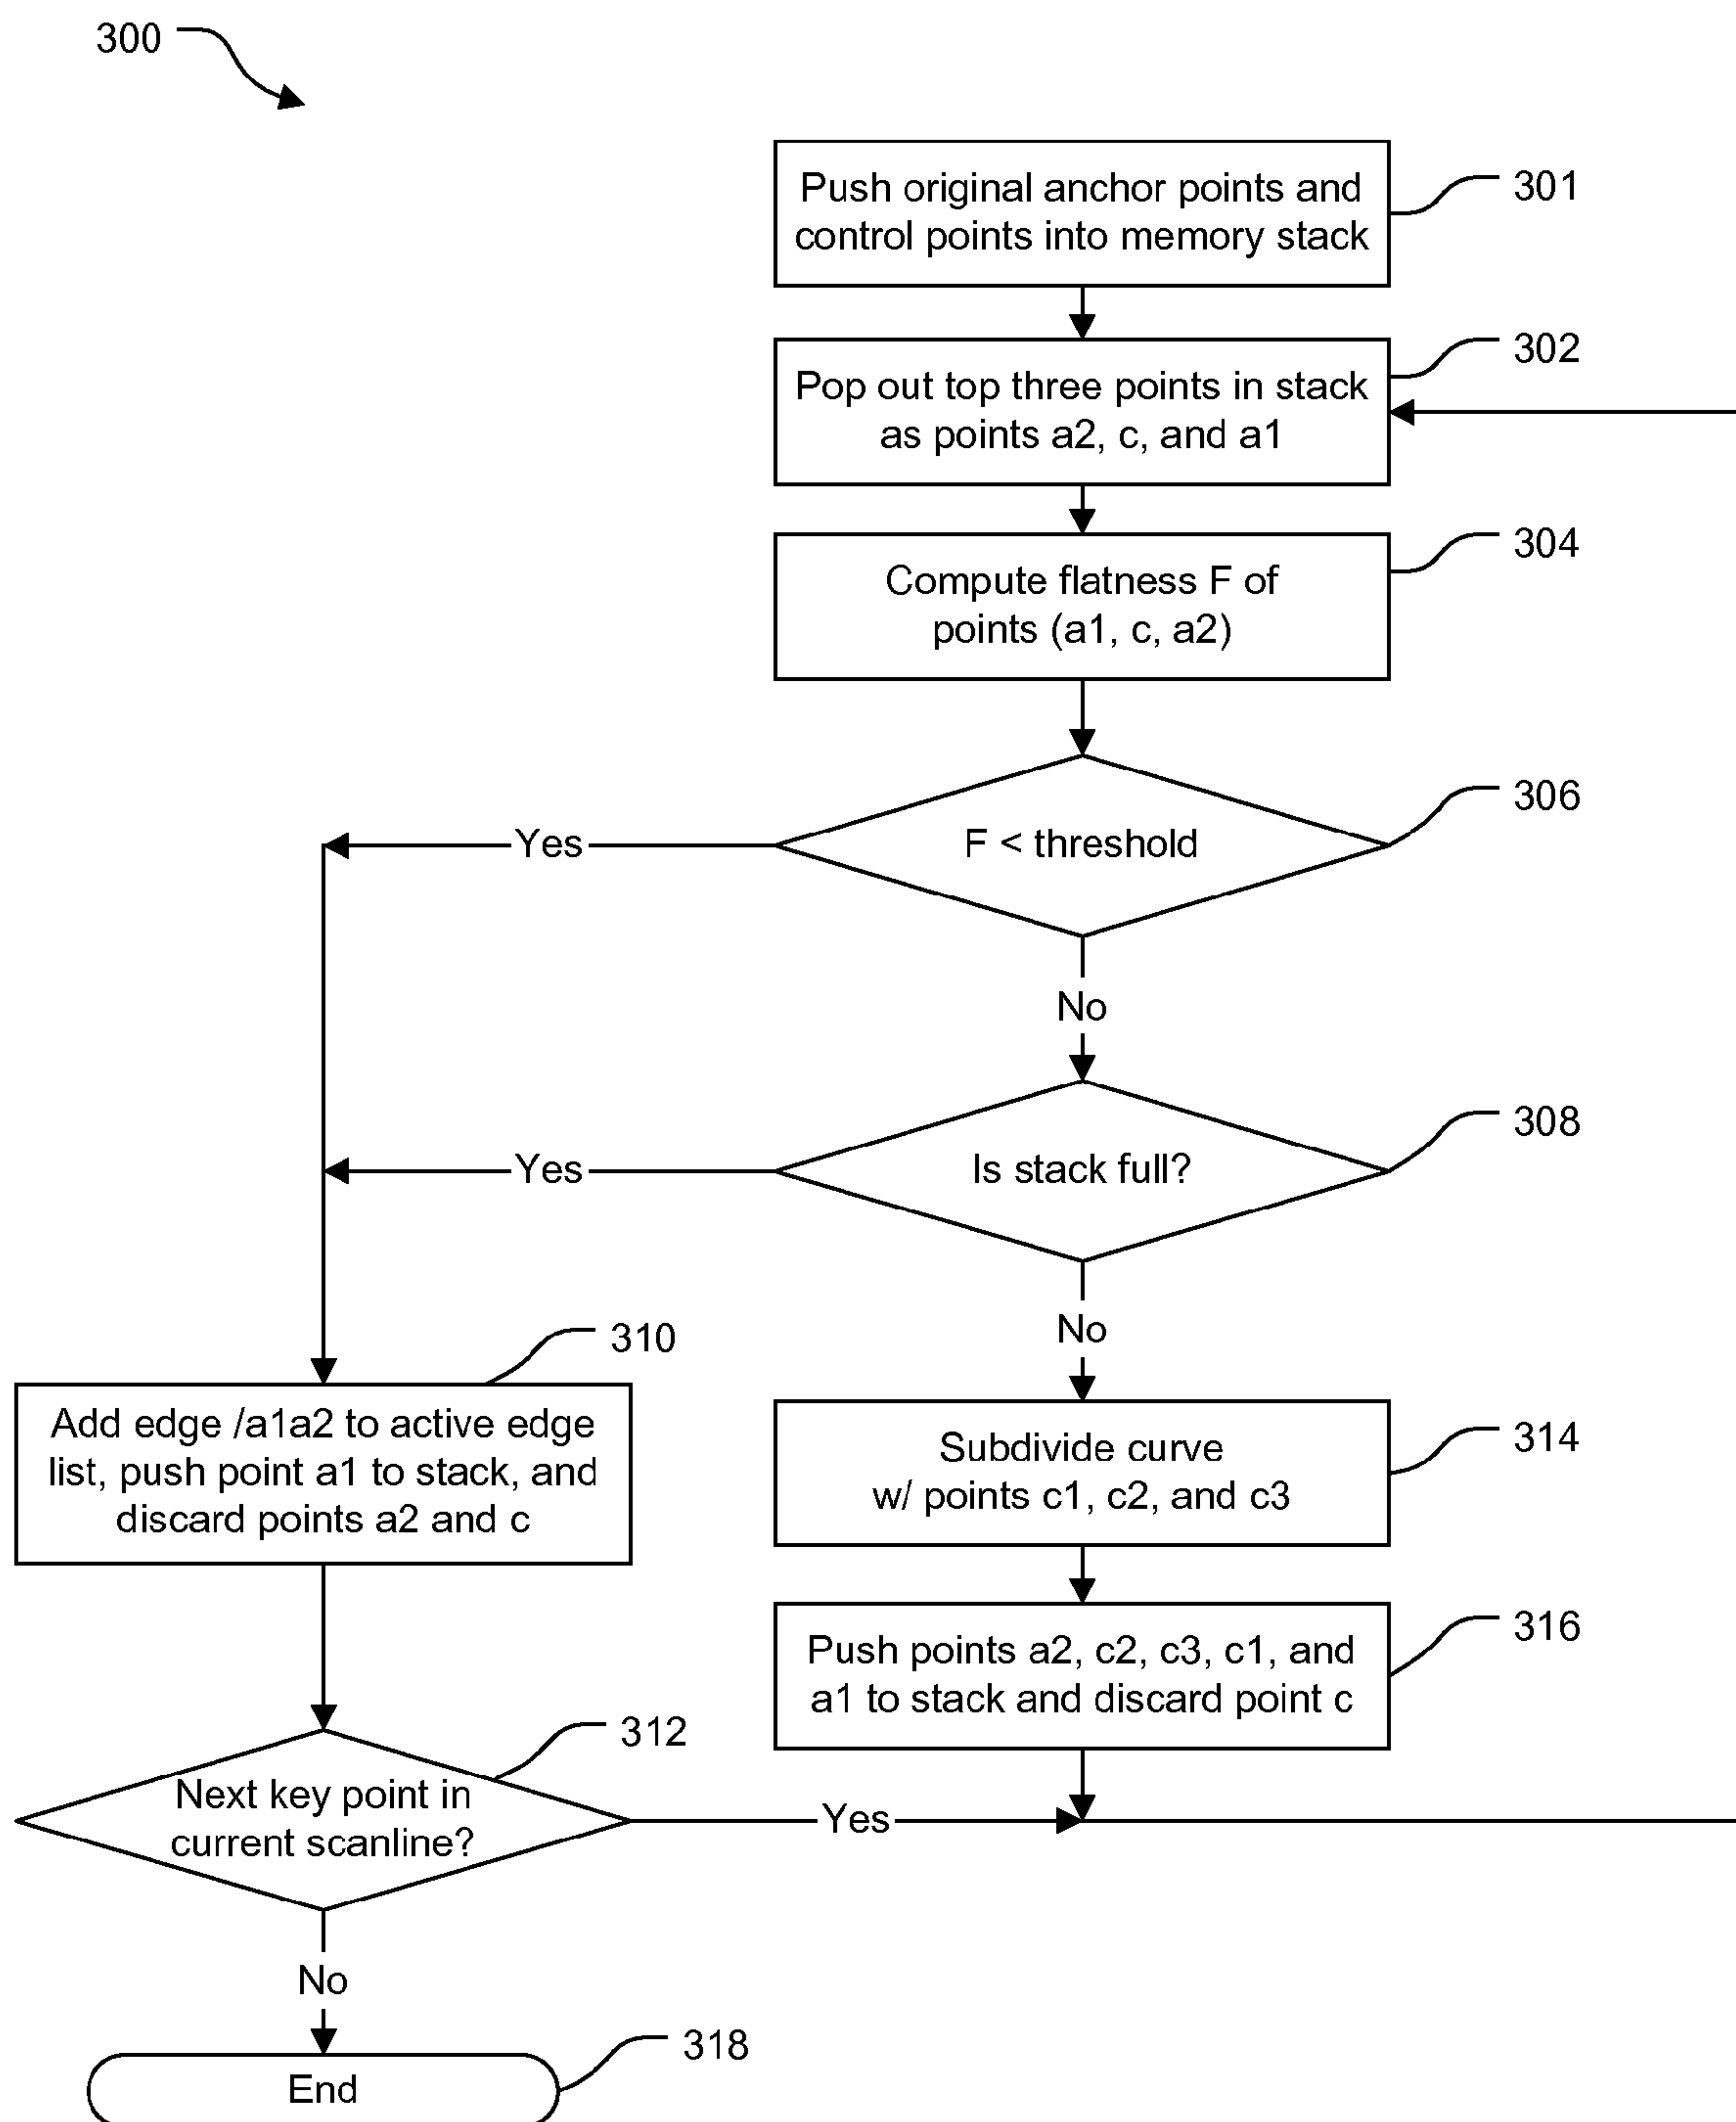 300
Push original anchor points and
control points into memory stack
301
Pop out top three points in stack
as points a2, c, and a1
302
Compute flatness F of
points (a1, c, a2)
304
F < threshold
306
Yes
No
Is stack full?
308
Yes
No
Add edge /a1a2 to active edge
list, push point a1 to stack, and
discard points a2 and c
310
Subdivide curve
w/ points c1, c2, and c3
314
Push points a2, c2, c3, c1, and
a1 to stack and discard point c
316
Next key point in
current scanline?
312
Yes
No
End
318